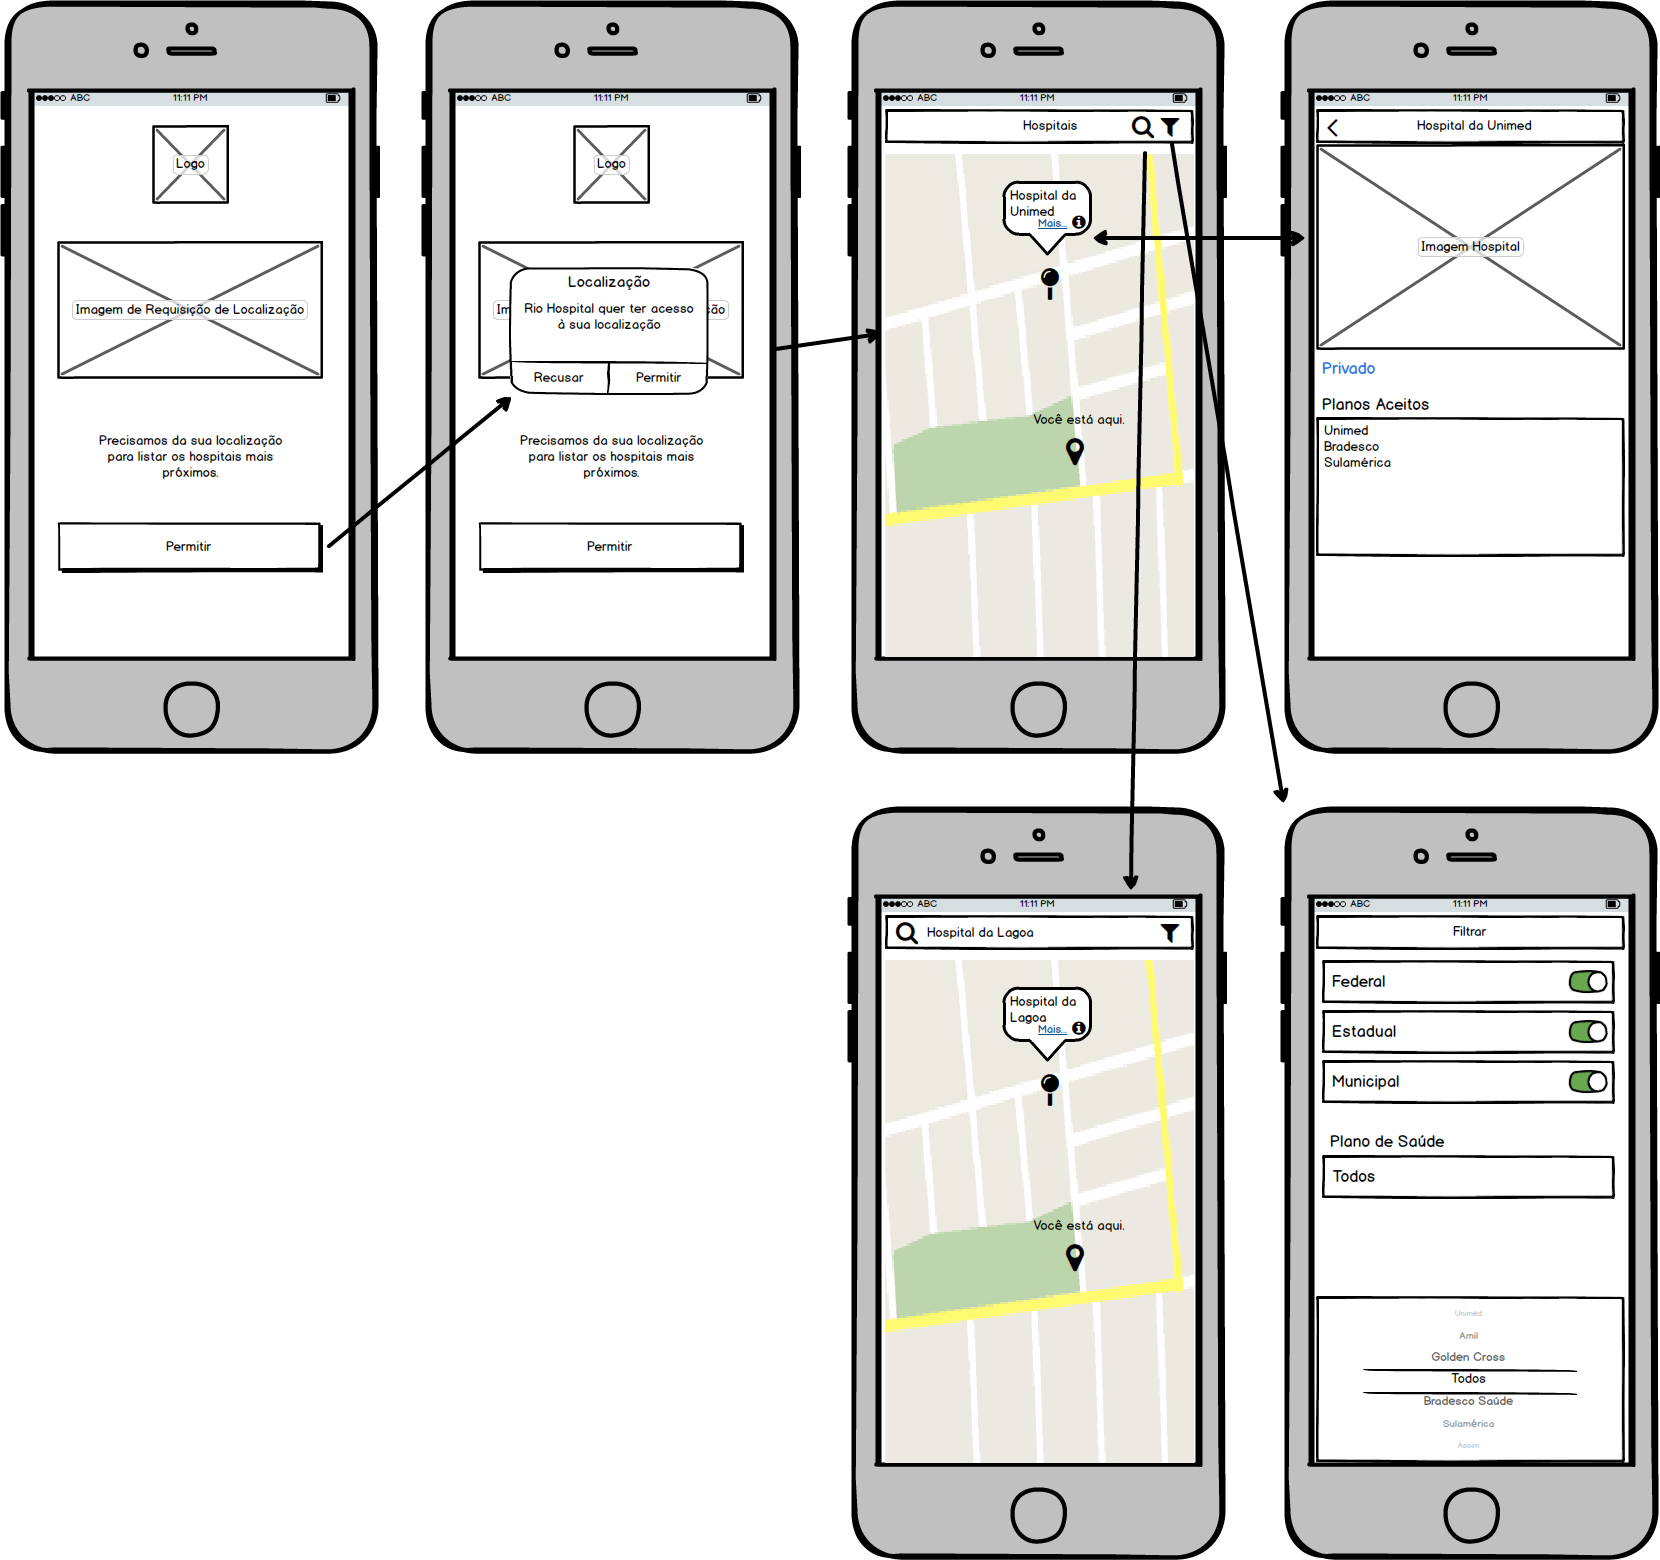 ABC 11:11 PM
Logo
Imagem de Requisição de Localização
Precisamos da sua localização
para listar os hospitais mais
próximos.
Permitir
ABC 11:11 PM
Logo
Im
ção
Localização
Rio Hospital quer ter acesso
à sua localização
Recusar Permitir
Precisamos da sua localização
para listar os hospitais mais
próximos.
Permitir
ABC 11:11 PM
Hospitais
Hospital da
Unimed
Mais...
Você está aqui.
ABC 11:11 PM
Hospital da Unimed
Imagem Hospital
Privado
Planos Aceitos
Unimed
Bradesco
Sulamérica
ABC 11:11 PM
Hospital da Lagoa
Hospital da
Lagoa
Mais...
Você está aqui.
ABC 11:11 PM
Filtrar
Federal
Estadual
Municipal
Plano de Saúde
Todos
Unimed
Amil
Golden Cross
Todos
Bradesco Saúde
Sulamérica
Assim